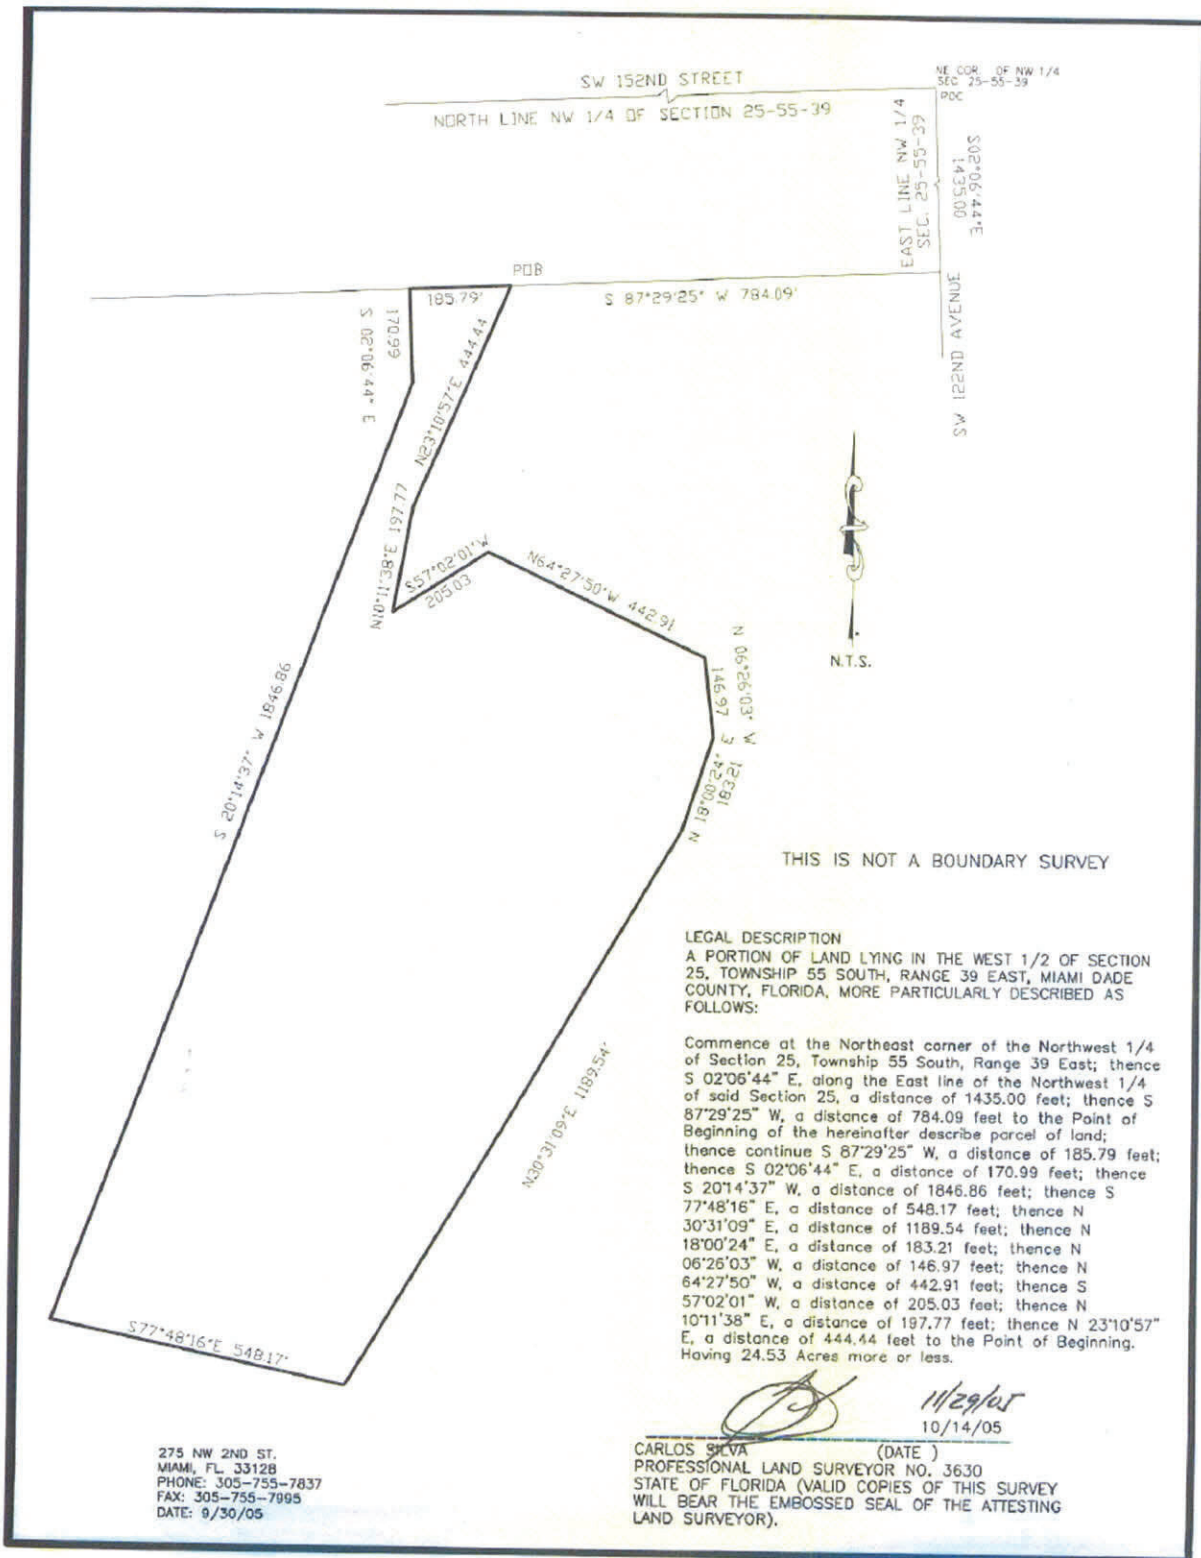 SW 152ND STREET
NE COR. OF NW 1/4
SEC 25-55-39
POC
NORTH LINE NW 1/4 OF SECTION 25-55-39
EAST LINE NW 1/4
SEC. 25-55-39
S02°06'44"E
1435.00
POB
185.79'
S 87°29'25" W 784.09'
SW 122ND AVENUE
170.99
S 02°06'44" E
N23°10'57"E 444.44
N10°11'38"E 197.77
S57°02'01"W
205.03
N64°27'50"W 442.91
N 06°26'03" W
146.97
N 18°00'24" E
183.21
N.T.S.
S 20°14'37" W 1846.86
THIS IS NOT A BOUNDARY SURVEY
N30°31'09"E 1189.54'
S77°48'16"E 548.17'
LEGAL DESCRIPTION
A PORTION OF LAND LYING IN THE WEST 1/2 OF SECTION
25, TOWNSHIP 55 SOUTH, RANGE 39 EAST, MIAMI DADE
COUNTY, FLORIDA, MORE PARTICULARLY DESCRIBED AS
FOLLOWS:
Commence at the Northeast corner of the Northwest 1/4
of Section 25, Township 55 South, Range 39 East; thence
S 02°06'44" E, along the East line of the Northwest 1/4
of said Section 25, a distance of 1435.00 feet; thence S
87°29'25" W, a distance of 784.09 feet to the Point of
Beginning of the hereinafter describe parcel of land;
thence continue S 87°29'25" W, a distance of 185.79 feet;
thence S 02°06'44" E, a distance of 170.99 feet; thence
S 20°14'37" W, a distance of 1846.86 feet; thence S
77°48'16" E, a distance of 548.17 feet; thence N
30°31'09" E, a distance of 1189.54 feet; thence N
18°00'24" E, a distance of 183.21 feet; thence N
06°26'03" W, a distance of 146.97 feet; thence N
64°27'50" W, a distance of 442.91 feet; thence S
57°02'01" W, a distance of 205.03 feet; thence N
10°11'38" E, a distance of 197.77 feet; thence N 23°10'57"
E, a distance of 444.44 feet to the Point of Beginning.
Having 24.53 Acres more or less.
11/29/05
10/14/05
CARLOS SILVA (DATE )
PROFESSIONAL LAND SURVEYOR NO. 3630
STATE OF FLORIDA (VALID COPIES OF THIS SURVEY
WILL BEAR THE EMBOSSED SEAL OF THE ATTESTING
LAND SURVEYOR).
275 NW 2ND ST.
MIAMI, FL. 33128
PHONE: 305-755-7837
FAX: 305-755-7995
DATE: 9/30/05